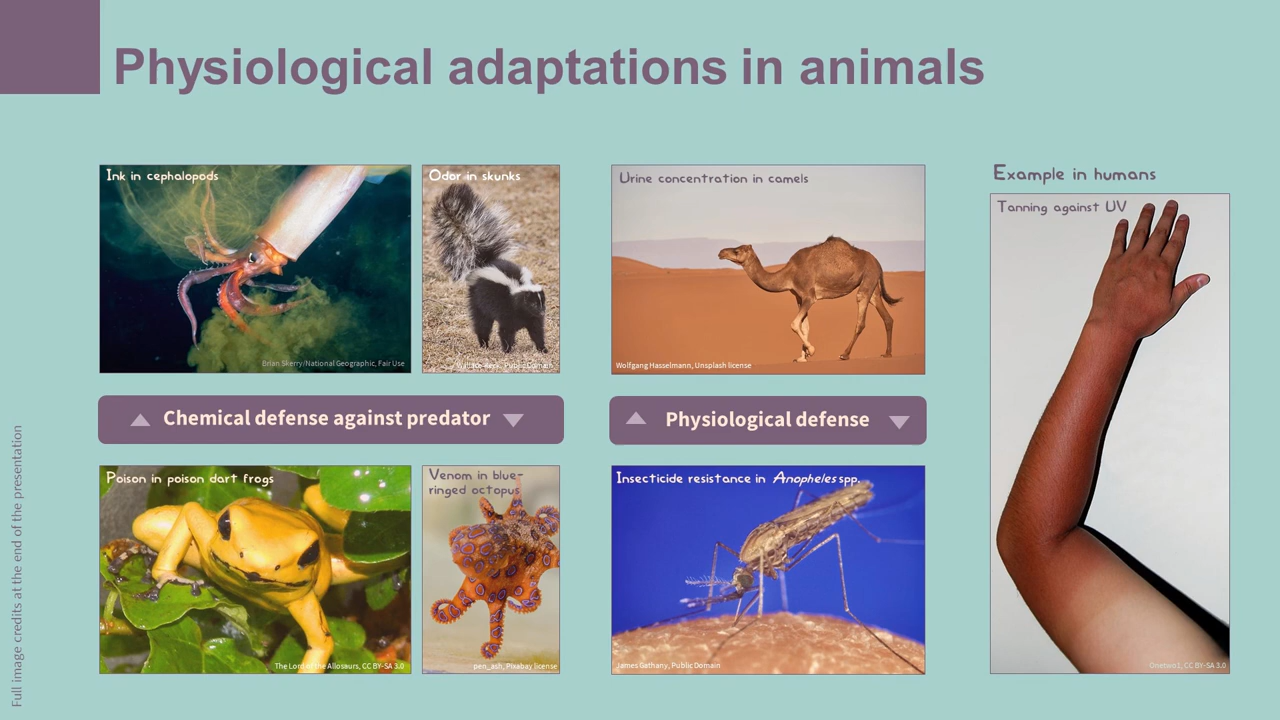 Physiological adaptations in animals
Ink in cephalopods
Brian Skerry/National Geographic, Fair Use
Odor in skunks
Wallace Keck, Public Domain
Urine concentration in camels
Wolfgang Hasselmann, Unsplash license
Example in humans
Tanning against UV
Onetwo1, CC BY-SA 3.0
Chemical defense against predator
Physiological defense
Poison in poison dart frogs
The Lord of the Allosaurs, CC BY-SA 3.0
Venom in blue-
ringed octopus
pen_ash, Pixabay license
Insecticide resistance in Anopheles spp.
James Gathany, Public Domain
Full image credits at the end of the presentation